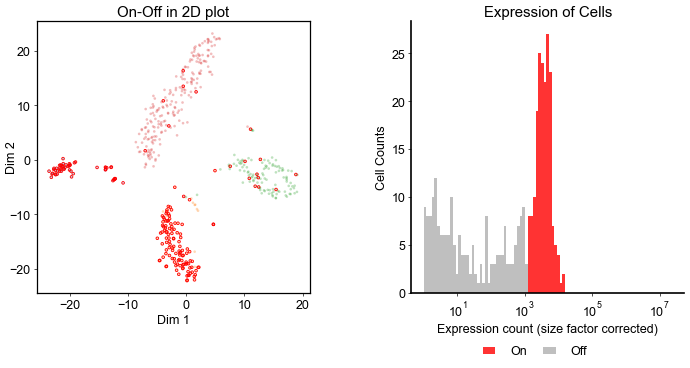 On-Off in 2D plot
Dim 2
20
10
0
−10
−20
−20 −10 0 10 20
Dim 1
Expression of Cells
Cell Counts
25
20
15
10
5
0
10^1 10^3 10^5 10^7
Expression count (size factor corrected)
On Off